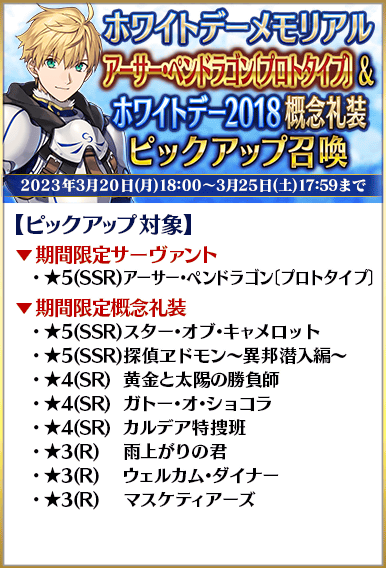 ホワイトデーメモリアル
アーサー・ペンドラゴン〔プロトタイプ〕&
ホワイトデー2018概念礼装
ピックアップ召喚
2023年3月20日(月)18:00～3月25日(土)17:59まで
【ピックアップ対象】
▼期間限定サーヴァント
・★5(SSR)アーサー・ペンドラゴン〔プロトタイプ〕
▼期間限定概念礼装
・★5(SSR)スター・オブ・キャメロット
・★5(SSR)探偵ヱドモン～異邦潜入編～
・★4(SR) 黄金と太陽の勝負師
・★4(SR) ガトー・オ・ショコラ
・★4(SR) カルデア特捜班
・★3(R) 雨上がりの君
・★3(R) ウェルカム・ダイナー
・★3(R) マスケティアーズ